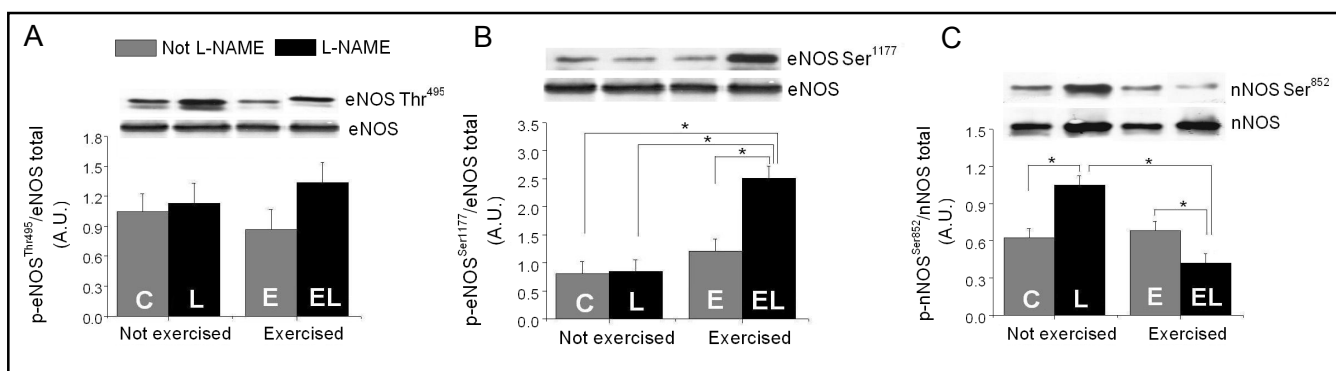 A
Not L-NAME
L-NAME
eNOS Thr⁴⁹⁵
eNOS
1.8
1.5
1.2
0.9
0.6
0.3
0.0
p-eNOSᵀʰʳ⁴⁹⁵/eNOS total
(A.U.)
C
L
E
EL
Not exercised
Exercised
B
eNOS Ser¹¹⁷⁷
eNOS
3.5
3.0
2.5
2.0
1.5
1.0
0.5
0.0
p-eNOSˢᵉʳ¹¹⁷⁷/eNOS total
(A.U.)
*
*
*
C
L
E
EL
Not exercised
Exercised
C
nNOS Ser⁸⁵²
nNOS
1.5
1.2
0.9
0.6
0.3
0.0
p-nNOSˢᵉʳ⁸⁵²/nNOS total
(A.U.)
*
*
*
C
L
E
EL
Not exercised
Exercised